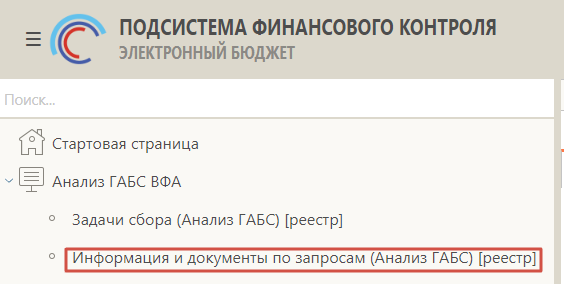 ПОДСИСТЕМА ФИНАНСОВОГО КОНТРОЛЯ
ЭЛЕКТРОННЫЙ БЮДЖЕТ
Поиск...
Стартовая страница
Анализ ГАБС ВФА
Задачи сбора (Анализ ГАБС) [реестр]
Информация и документы по запросам (Анализ ГАБС) [реестр]